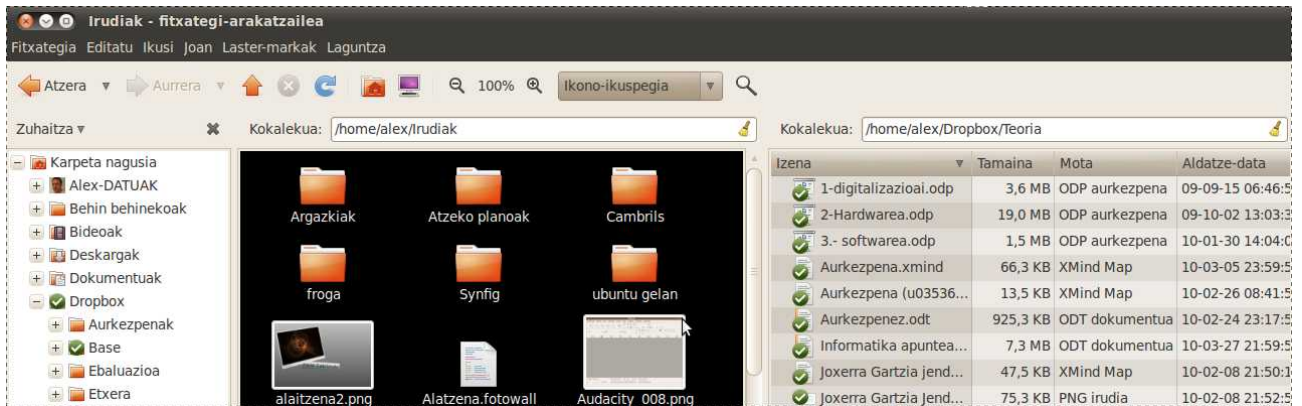 Irudiak - fitxategi-arakatzailea
Fitxategia Editatu Ikusi Joan Laster-markak Laguntza
Atzera Aurrera 100% Ikono-ikuspegia
Zuhaitza
Karpeta nagusia
Alex-DATUAK
Behin behinekoak
Bideoak
Deskargak
Dokumentuak
Dropbox
Aurkezpenak
Base
Ebaluazioa
Etxera
Kokalekua: /home/alex/Irudiak
Argazkiak Atzeko planoak Cambrils
froga Synfig ubuntu gelan
alaitzena2.png Alatzena.fotowall Audacity_008.png
Kokalekua: /home/alex/Dropbox/Teoria
Izena Tamaina Mota Aldatze-data
1-digitalizazioai.odp 3,6 MB ODP aurkezpena 09-09-15 06:46:5
2-Hardwarea.odp 19,0 MB ODP aurkezpena 09-10-02 13:03:3
3.- softwarea.odp 1,5 MB ODP aurkezpena 10-01-30 14:04:0
Aurkezpena.xmind 66,3 KB XMind Map 10-03-05 23:59:5
Aurkezpena (u03536... 13,5 KB XMind Map 10-02-26 08:41:5
Aurkezpenez.odt 925,3 KB ODT dokumentua 10-02-24 23:17:5
Informatika apuntea... 7,3 MB ODT dokumentua 10-03-27 21:59:5
Joxerra Gartzia jend... 47,5 KB XMind Map 10-02-08 21:50:1
Joxerra Gartzia Jend... 75,3 KB PNG irudia 10-02-08 21:52:5